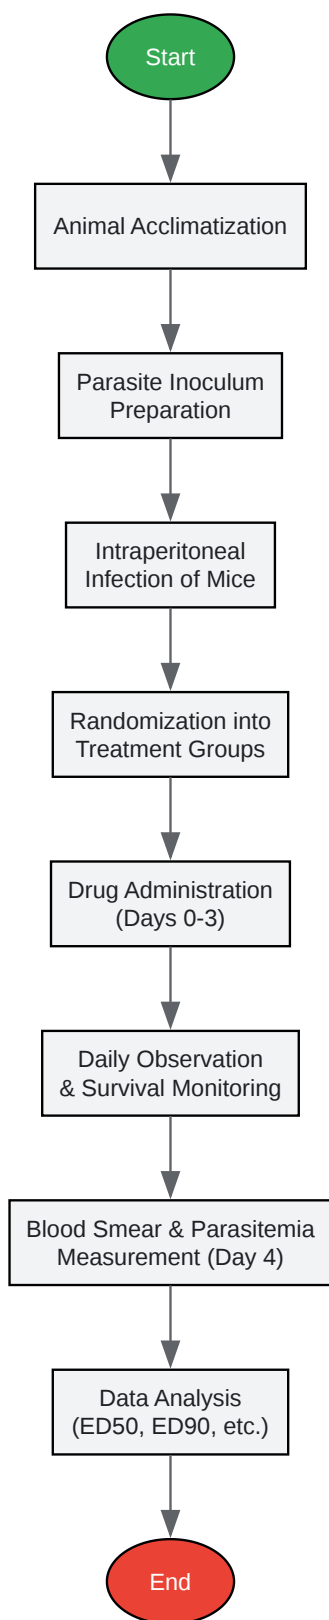 Start
Animal Acclimatization
Parasite Inoculum
Preparation
Intraperitoneal
Infection of Mice
Randomization into
Treatment Groups
Drug Administration
(Days 0-3)
Daily Observation
& Survival Monitoring
Blood Smear & Parasitemia
Measurement (Day 4)
Data Analysis
(ED50, ED90, etc.)
End